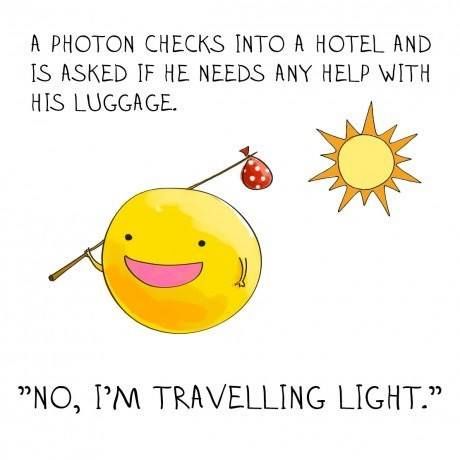 A PHOTON CHECKS INTO A HOTEL AND
IS ASKED IF HE NEEDS ANY HELP WITH
HIS LUGGAGE.
"NO, I'M TRAVELLING LIGHT."